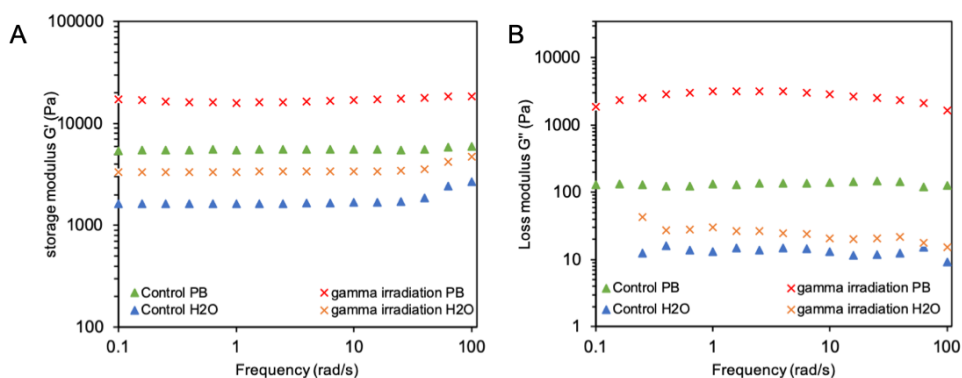 A
storage modulus G' (Pa)
100000
10000
1000
100
Control PB
gamma irradiation PB
Control H2O
gamma irradiation H2O
0.1
1
10
100
Frequency (rad/s)
B
Loss modulus G" (Pa)
10000
1000
100
10
1
Control PB
gamma irradiation PB
Control H2O
gamma irradiation H2O
0.1
1
10
100
Frequency (rad/s)